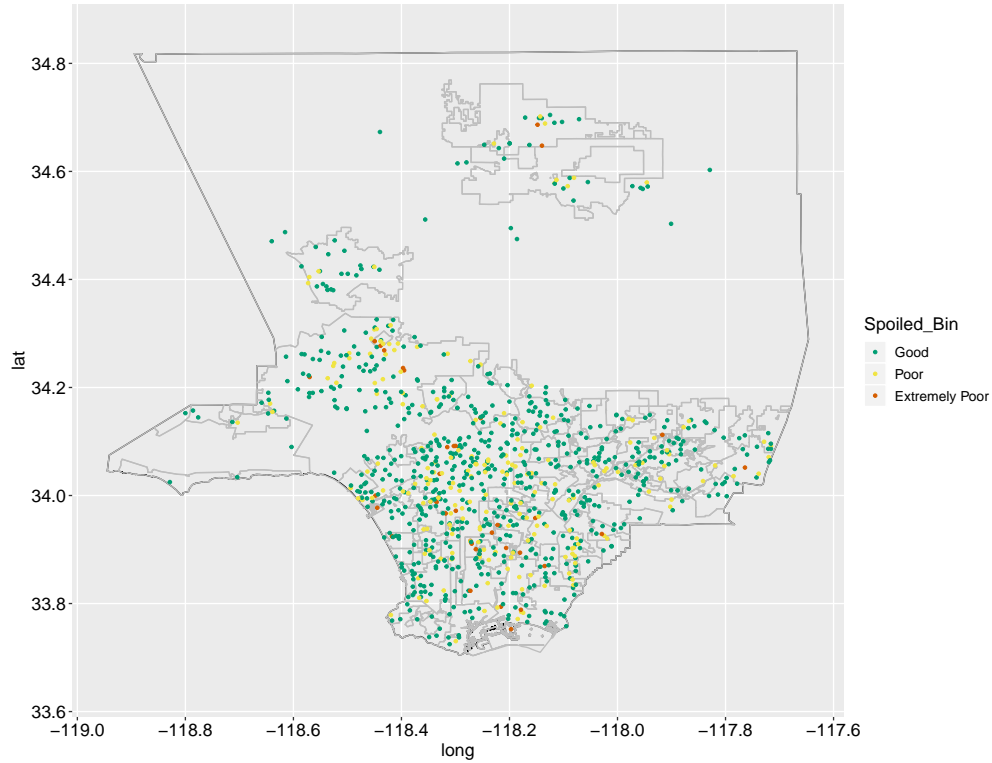 34.8
34.6
34.4
34.2
34.0
33.8
33.6
lat
−119.0 −118.8 −118.6 −118.4 −118.2 −118.0 −117.8 −117.6
long
Spoiled_Bin
Good
Poor
Extremely Poor